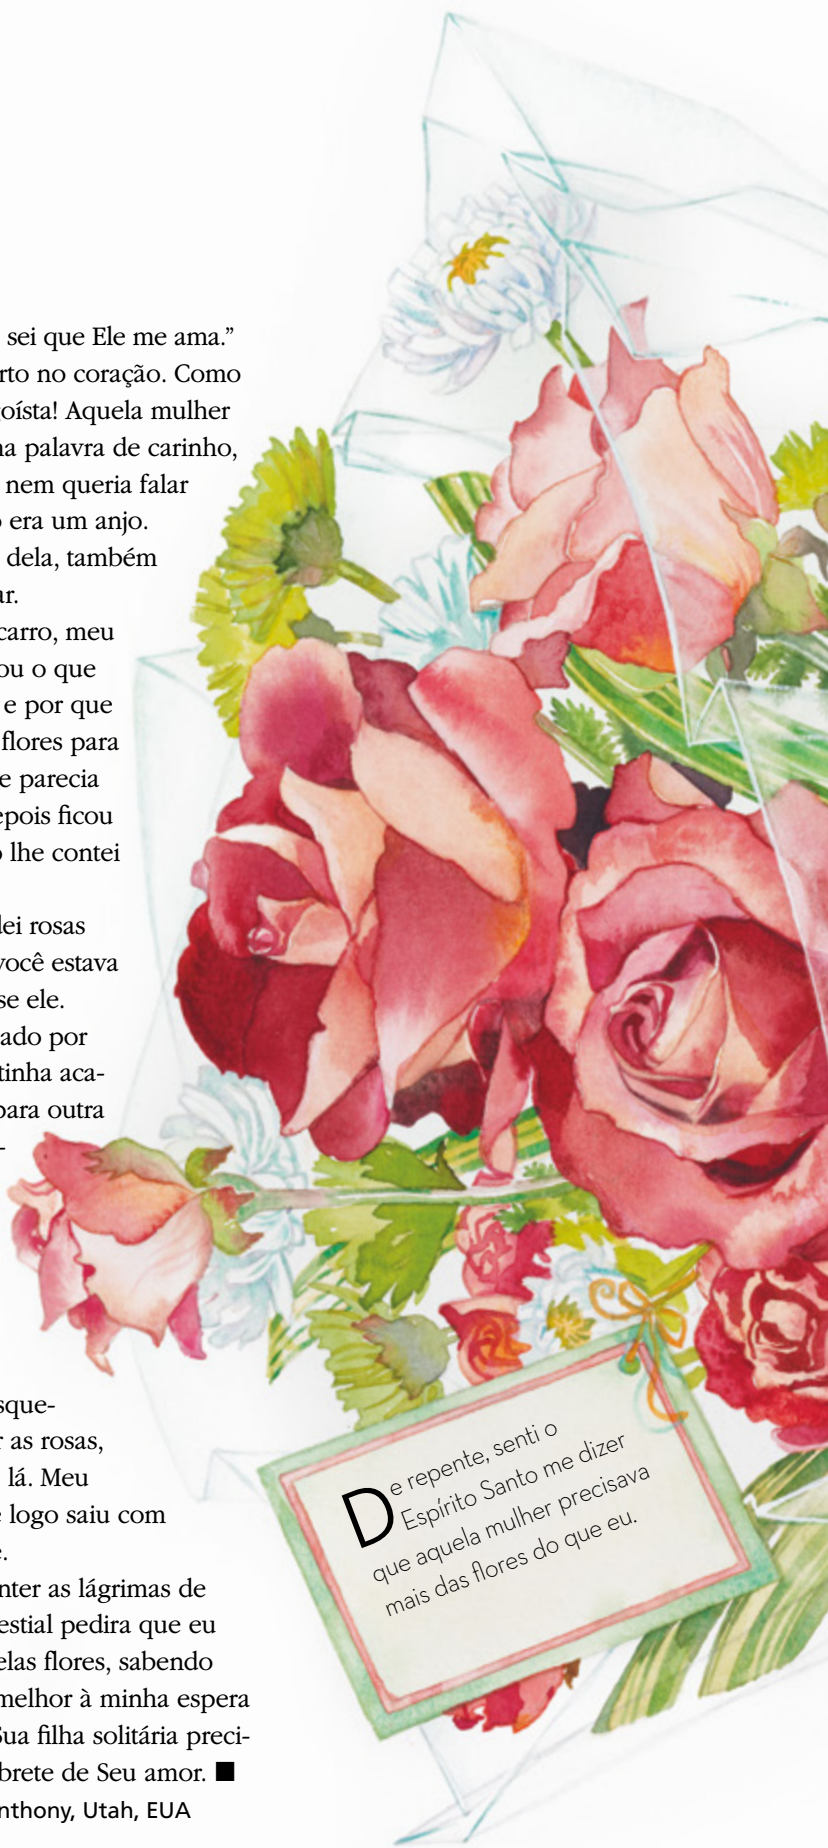 sei que Ele me ama.”
rto no coração. Como
oísta! Aquela mulher
na palavra de carinho,
nem queria falar
o era um anjo.
dela, também
ar.
carro, meu
ou o que
e por que
flores para
e parecia
epois ficou
o lhe contei
dei rosas
você estava
se ele.
ado por
tinha aca-
para outra
-
sque-
r as rosas,
lá. Meu
e logo saiu com
e.
nter as lágrimas de
estial pedira que eu
elas flores, sabendo
melhor à minha espera
Sua filha solitária preci-
brete de Seu amor. ■
nthony, Utah, EUA
De repente, senti o
Espírito Santo me dizer
que aquela mulher precisava
mais das flores do que eu.